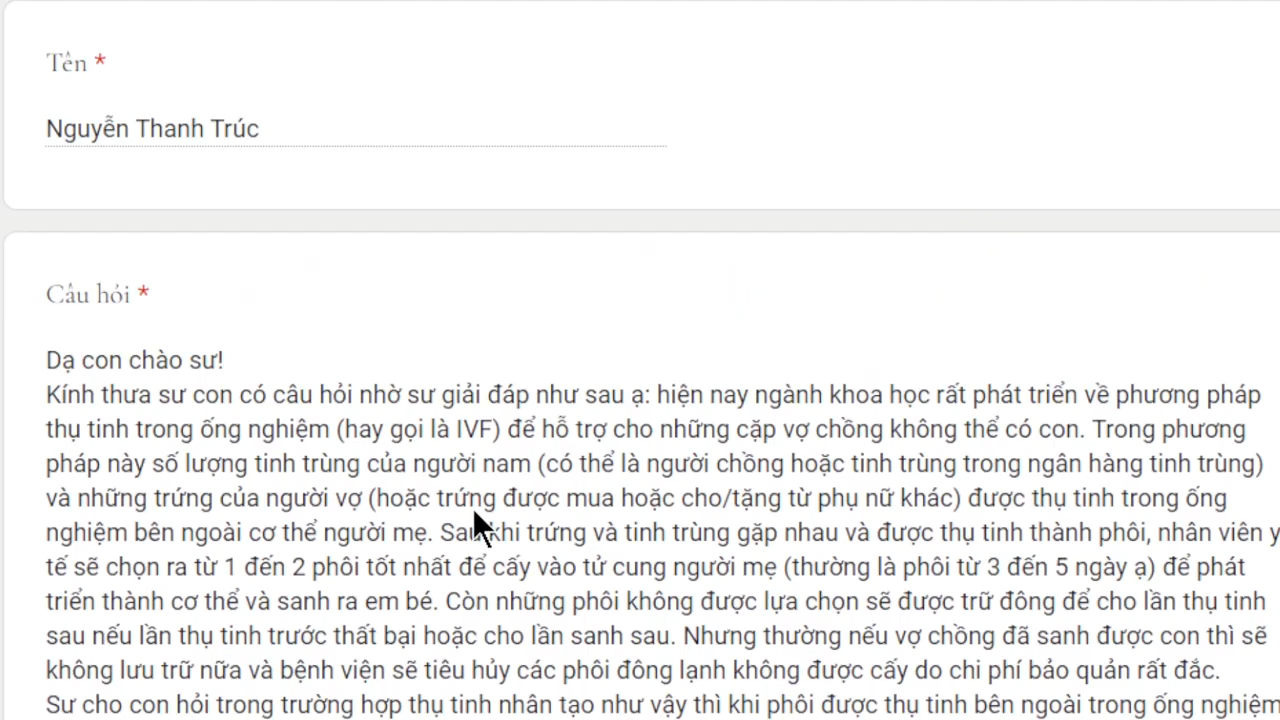 Tên *
Nguyễn Thanh Trúc
Câu hỏi *
Dạ con chào sư!
Kính thưa sư con có câu hỏi nhờ sư giải đáp như sau ạ: hiện nay ngành khoa học rất phát triển về phương pháp
thụ tinh trong ống nghiệm (hay gọi là IVF) để hỗ trợ cho những cặp vợ chồng không thể có con. Trong phương
pháp này số lượng tinh trùng của người nam (có thể là người chồng hoặc tinh trùng trong ngân hàng tinh trùng)
và những trứng của người vợ (hoặc trứng được mua hoặc cho/tặng từ phụ nữ khác) được thụ tinh trong ống
nghiệm bên ngoài cơ thể người mẹ. Sau khi trứng và tinh trùng gặp nhau và được thụ tinh thành phôi, nhân viên y
tế sẽ chọn ra từ 1 đến 2 phôi tốt nhất để cấy vào tử cung người mẹ (thường là phôi từ 3 đến 5 ngày ạ) để phát
triển thành cơ thể và sanh ra em bé. Còn những phôi không được lựa chọn sẽ được trữ đông để cho lần thụ tinh
sau nếu lần thụ tinh trước thất bại hoặc cho lần sanh sau. Nhưng thường nếu vợ chồng đã sanh được con thì sẽ
không lưu trữ nữa và bệnh viện sẽ tiêu hủy các phôi đông lạnh không được cấy do chi phí bảo quản rất đắc.
Sư cho con hỏi trong trường hợp thụ tinh nhân tạo như vậy thì khi phôi được thụ tinh bên ngoài trong ống nghiệm